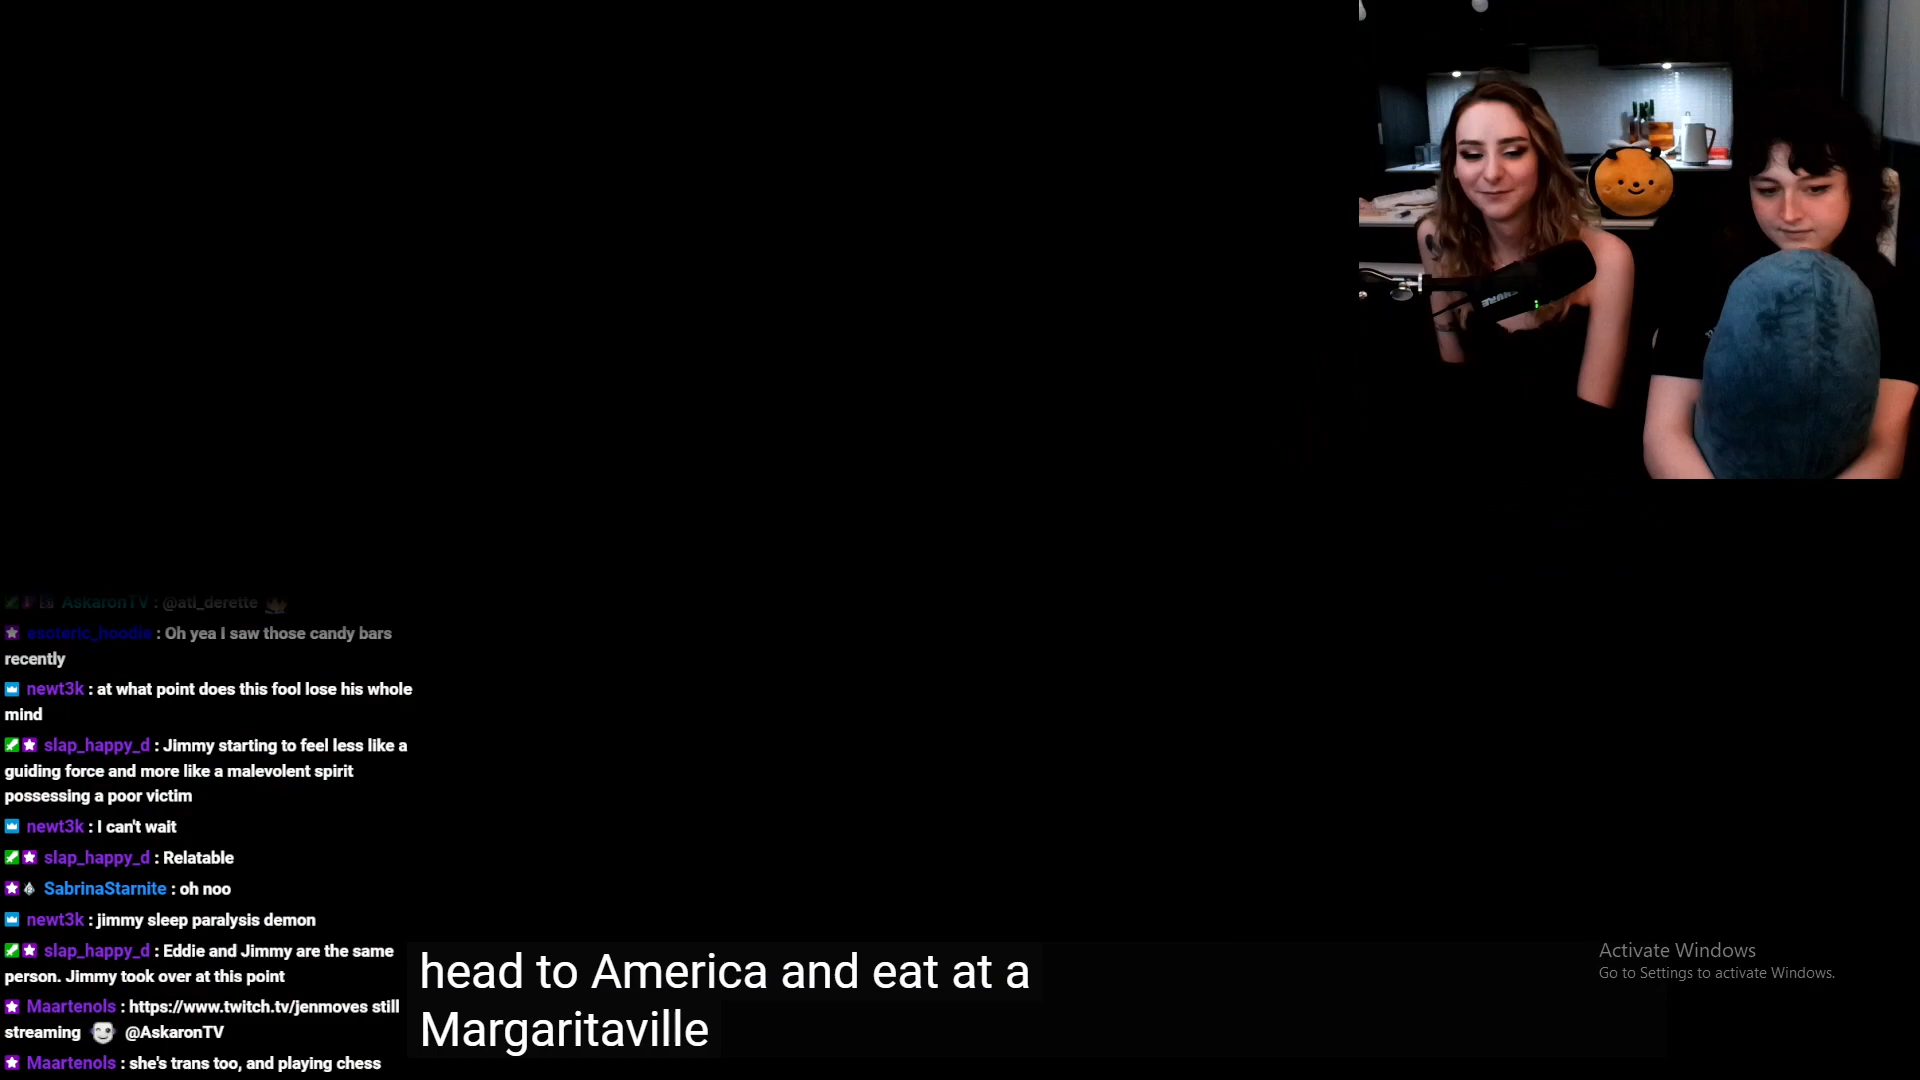 AskaronTV : @ati_derette
esoteric_hoodie : Oh yea I saw those candy bars
recently
newt3k : at what point does this fool lose his whole
mind
slap_happy_d : Jimmy starting to feel less like a
guiding force and more like a malevolent spirit
possessing a poor victim
newt3k : I can't wait
slap_happy_d : Relatable
SabrinaStarnite : oh noo
newt3k : jimmy sleep paralysis demon
slap_happy_d : Eddie and Jimmy are the same
person. Jimmy took over at this point
Maartenols : https://www.twitch.tv/jenmoves still
streaming @AskaronTV
Maartenols : she's trans too, and playing chess
head to America and eat at a
Margaritaville
SHURE
Activate Windows
Go to Settings to activate Windows.